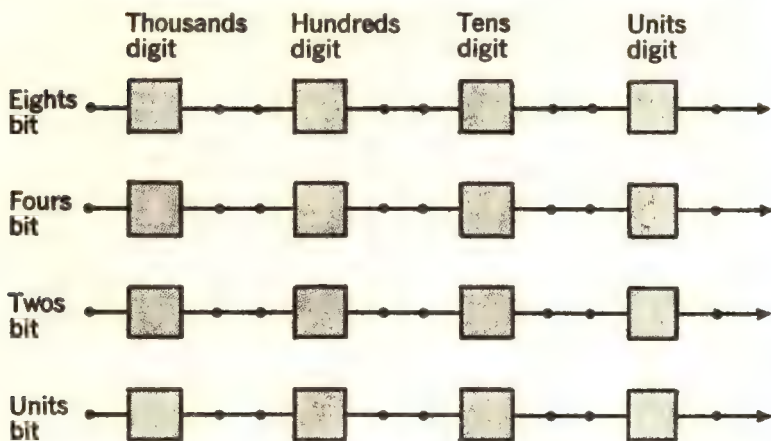 Thousands digit
Hundreds digit
Tens digit
Units digit
Eights bit
Fours bit
Twos bit
Units bit